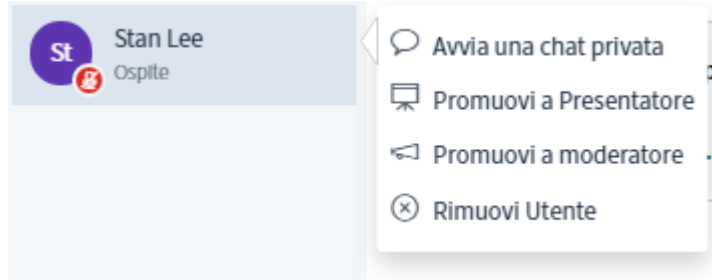 St
Stan Lee
Ospite
Avvia una chat privata
Promuovi a Presentatore
Promuovi a moderatore
Rimuovi Utente